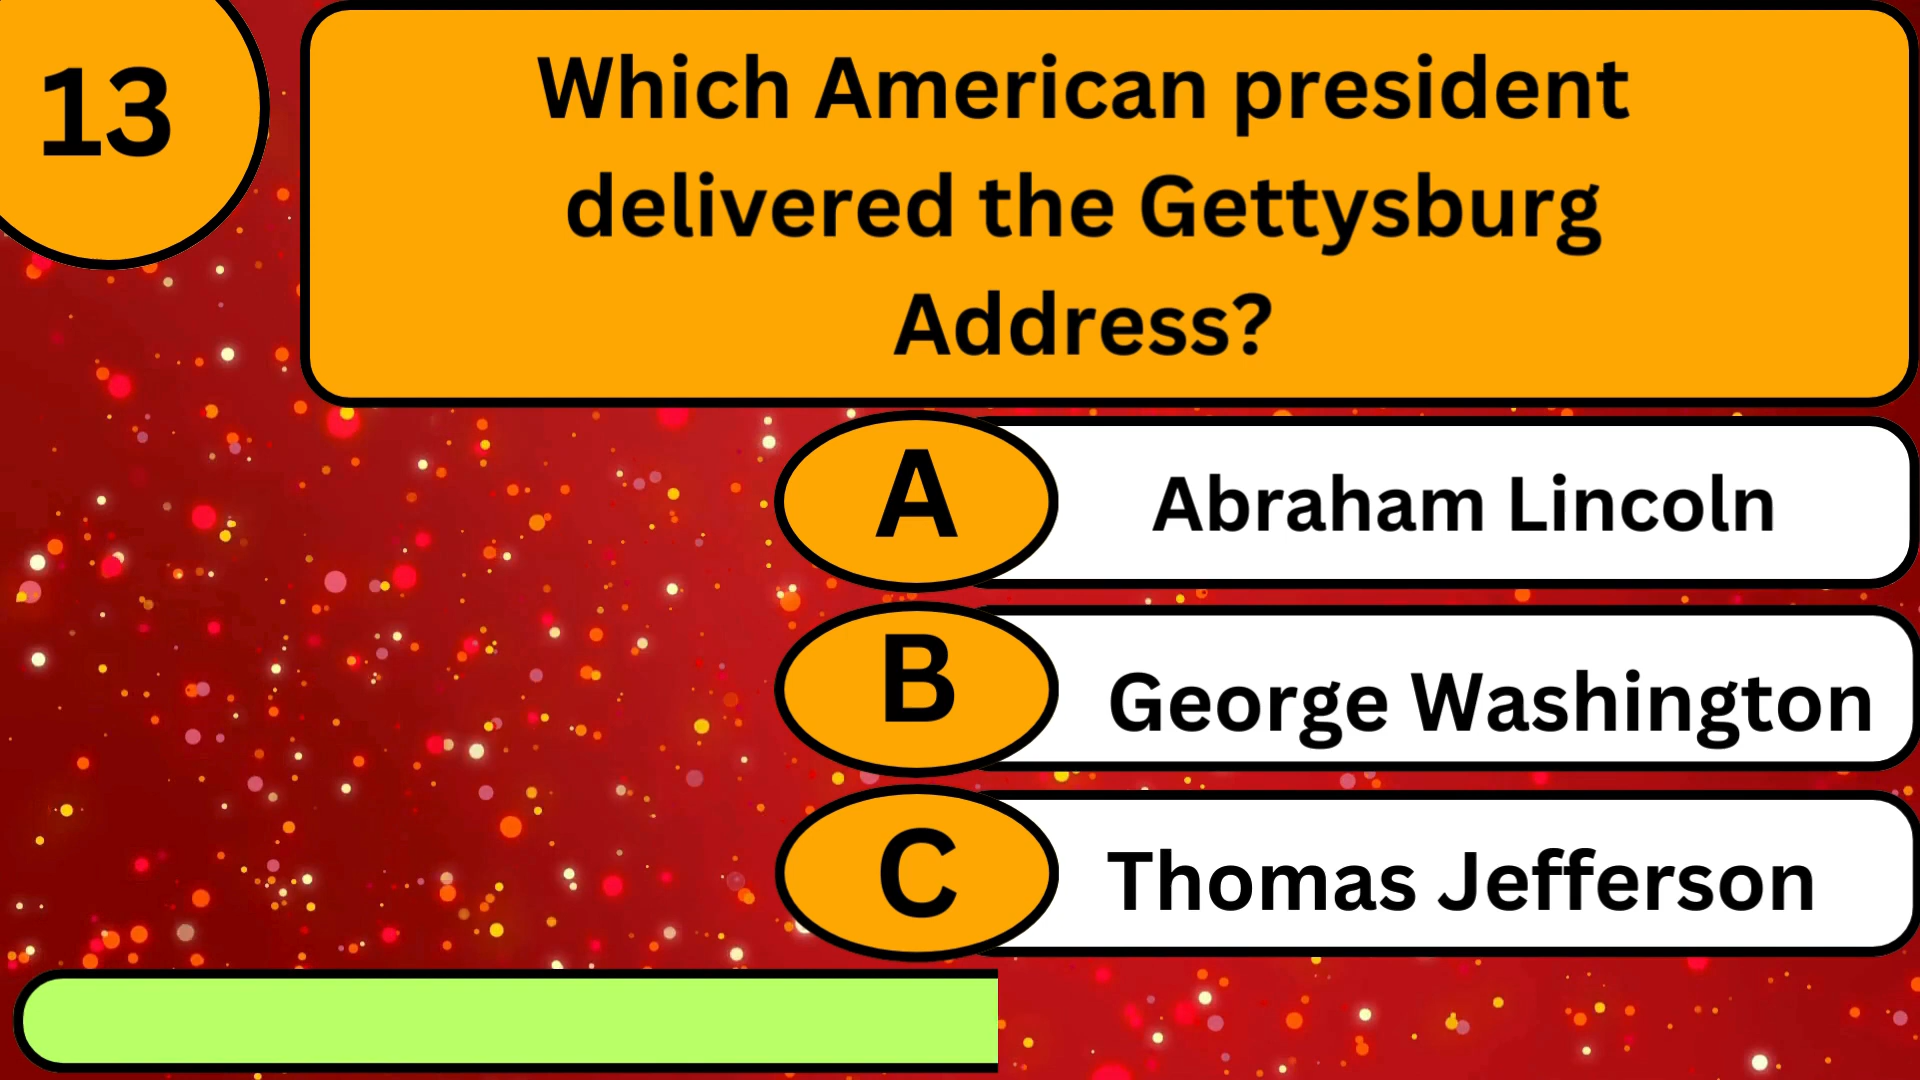 13
Which American president
delivered the Gettysburg
Address?
A
Abraham Lincoln
B
George Washington
C
Thomas Jefferson